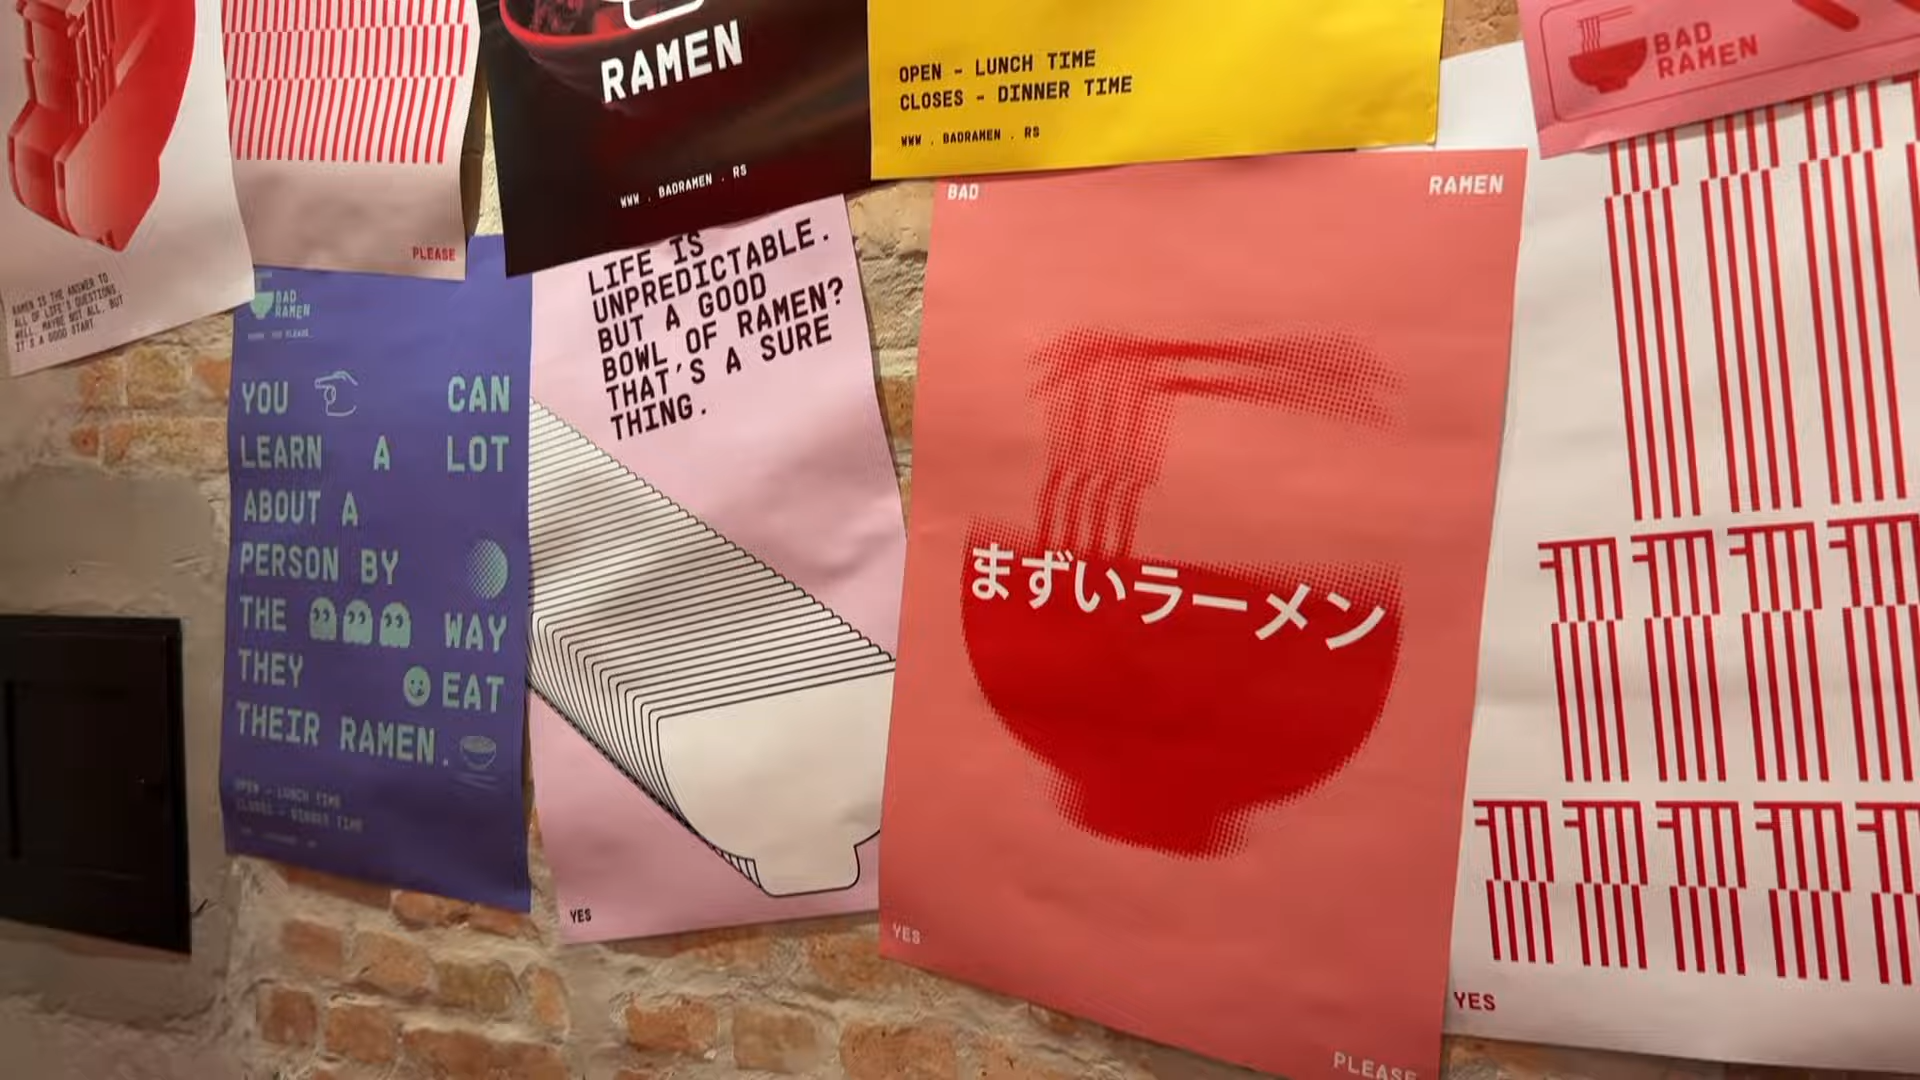 RAMEN IS THE ANSWER TO
ALL OF LIFE'S QUESTIONS.
WELL, MAYBE NOT ALL, BUT
IT'S A GOOD START
PLEASE
RAMEN
WWW . BADRAMEN . RS
OPEN - LUNCH TIME
CLOSES - DINNER TIME
WWW . BADRAMEN . RS
BAD
RAMEN
BAD
RAMEN
YOU CAN
LEARN A LOT
ABOUT A
PERSON BY
THE WAY
THEY EAT
THEIR RAMEN.
OPEN - LUNCH TIME
CLOSES - DINNER TIME
LIFE IS
UNPREDICTABLE.
BUT A GOOD
BOWL OF RAMEN?
THAT'S A SURE
THING.
YES
BAD RAMEN
まずいラーメン
YES
PLEASE
YES